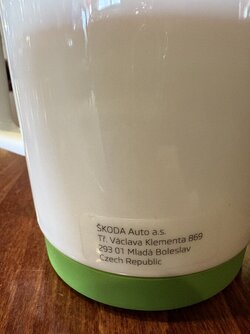 ŠKODA Auto a.s.
Tř. Václava Klementa 869
293 01 Mladá Boleslav
Czech Republic